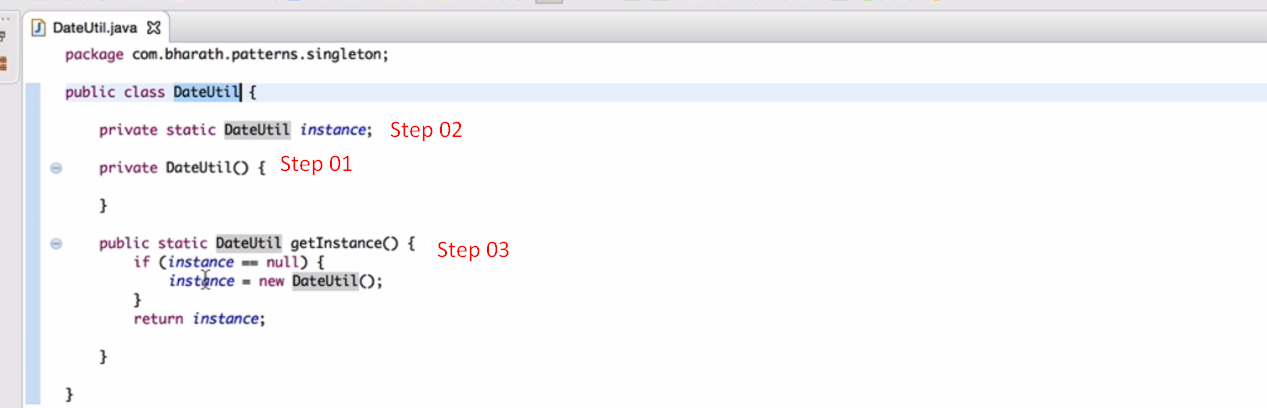 DateUtil.java
package com.bharath.patterns.singleton;
public class DateUtil {
private static DateUtil instance; Step 02
private DateUtil() { Step 01
}
public static DateUtil getInstance() { Step 03
if (instance == null) {
instance = new DateUtil();
}
return instance;
}
}